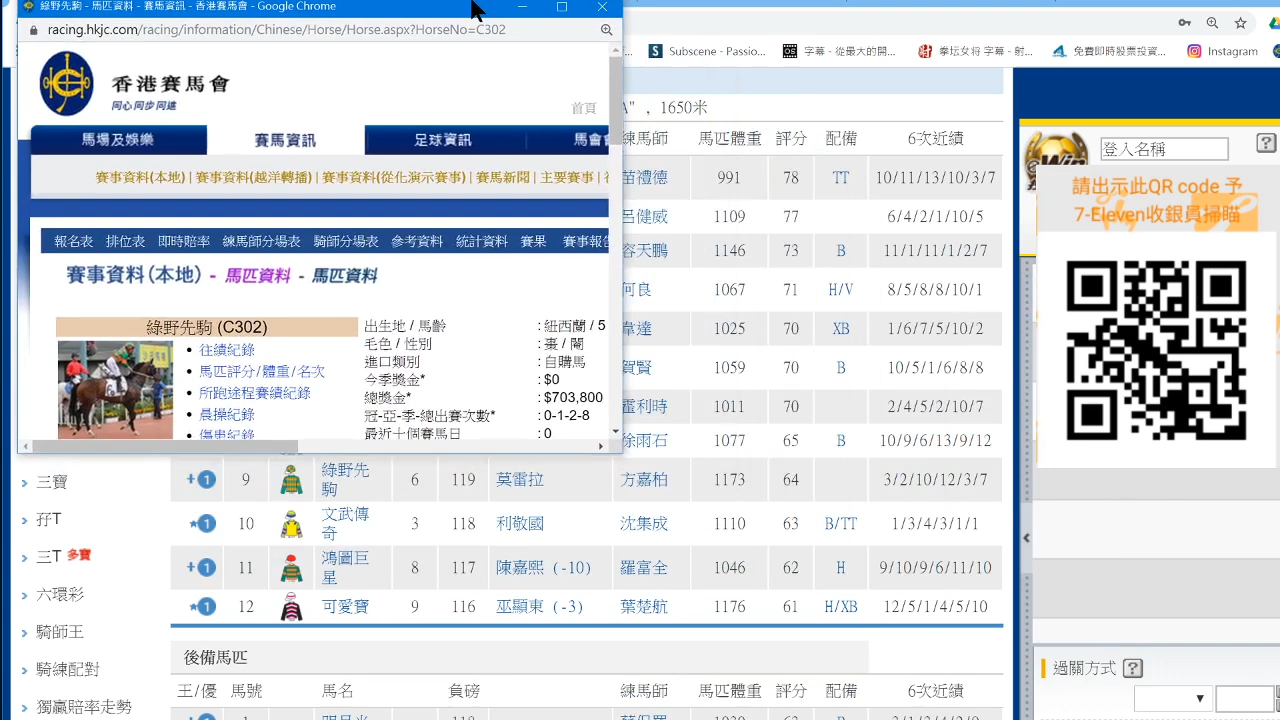 綠野先駒 - 馬匹資料 - 賽馬資訊 - 香港賽馬會 - Google Chrome
racing.hkjc.com/racing/information/Chinese/Horse/Horse.aspx?HorseNo=C302
香港賽馬會
同心同步同進
首頁
馬場及娛樂 賽馬資訊 足球資訊 馬會會
賽事資料(本地) | 賽事資料(越洋轉播) | 賽事資料(從化演示賽事) | 賽馬新聞 | 主要賽事 |
報名表 排位表 即時賠率 練馬師分場表 騎師分場表 參考資料 統計資料 賽果 賽事報告
賽事資料(本地) - 馬匹資料 - 馬匹資料
綠野先駒 (C302)
往績紀錄
馬匹評分/體重/名次
所跑途程賽績紀錄
晨操紀錄
傷患紀錄
出生地 / 馬齡 : 紐西蘭 / 5
毛色 / 性別 : 棗 / 閹
進口類別 : 自購馬
今季獎金* : $0
總獎金* : $703,800
冠-亞-季-總出賽次數* : 0-1-2-8
最近十個賽馬日 : 0
Subscene - Passio...
字幕 - 從最大的開...
拳坛女将 字幕 - 射...
免費即時股票投資...
Instagram
A" ，1650米
練馬師 馬匹體重 評分 配備 6次近績
苗禮德 991 78 TT 10/11/13/10/3/7
呂健威 1109 77 6/4/2/1/10/5
容天鵬 1146 73 B 11/1/11/1/2/7
何良 1067 71 H/V 8/5/8/8/10/1
韋達 1025 70 XB 1/6/7/5/10/2
賀賢 1059 70 B 10/5/1/6/8/8
霍利時 1011 70 2/4/5/2/10/7
徐雨石 1077 65 B 10/9/6/13/9/12
+ 1 9 綠野先駒 6 119 莫雷拉 方嘉柏 1173 64 3/2/10/12/3/7
★ 1 10 文武傳奇 3 118 利敬國 沈集成 1110 63 B/TT 1/3/4/3/1/1
+ 1 11 鴻圖巨星 8 117 陳嘉熙 (-10) 羅富全 1046 62 H 9/10/9/6/11/10
★ 1 12 可愛寶 9 116 巫顯東 (-3) 葉楚航 1176 61 H/XB 12/5/1/4/5/10
後備馬匹
王/優 馬號 馬名 負磅 練馬師 馬匹體重 評分 配備 6次近績
三寶
孖T
三T 多寶
六環彩
騎師王
騎練配對
獨贏賠率走勢
eWin
登入名稱
?
請出示此QR code 予
7-Eleven收銀員掃瞄
過關方式 ?